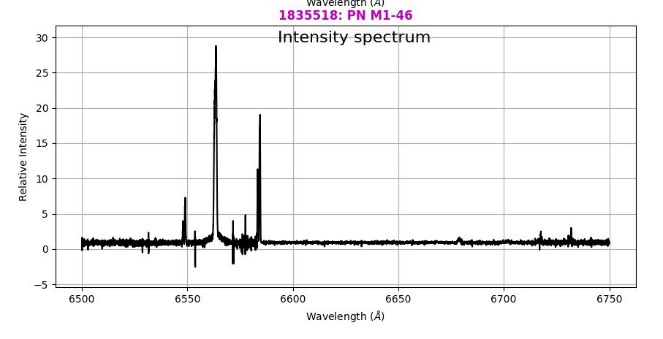 Wavelength (Å)
1835518: PN M1-46
Intensity spectrum
30
25
20
15
10
5
0
−5
Relative Intensity
6500 6550 6600 6650 6700 6750
Wavelength (Å)